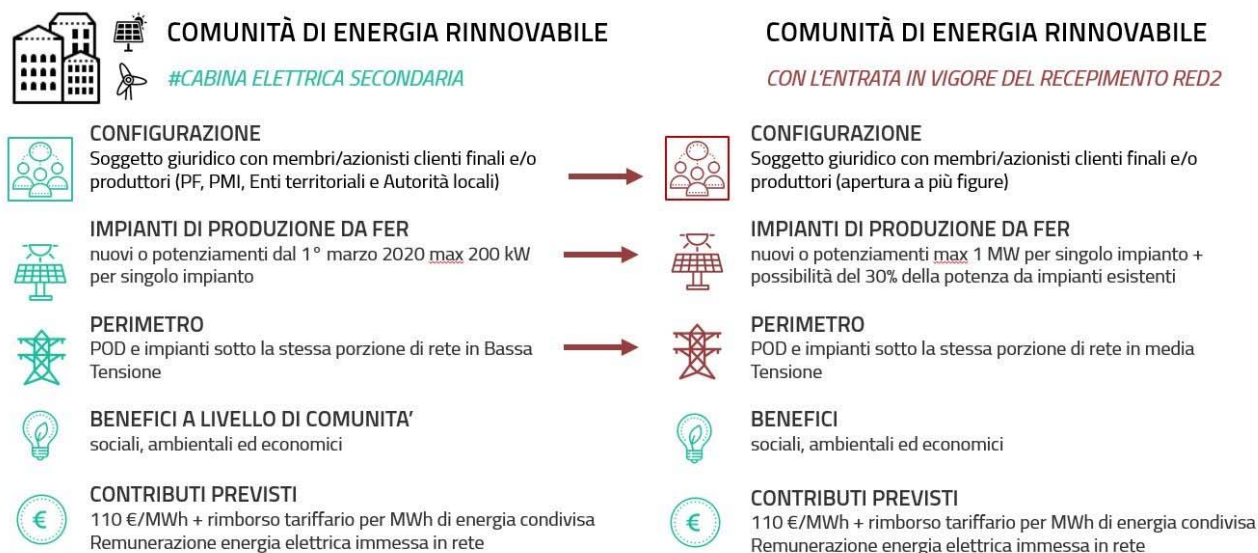 COMUNITÀ DI ENERGIA RINNOVABILE
#CABINA ELETTRICA SECONDARIA
CONFIGURAZIONE
Soggetto giuridico con membri/azionisti clienti finali e/o
produttori (PF, PMI, Enti territoriali e Autorità locali)
IMPIANTI DI PRODUZIONE DA FER
nuovi o potenziamenti dal 1° marzo 2020 max 200 kW
per singolo impianto
PERIMETRO
POD e impianti sotto la stessa porzione di rete in Bassa
Tensione
BENEFICI A LIVELLO DI COMUNITA'
sociali, ambientali ed economici
€
CONTRIBUTI PREVISTI
110 €/MWh + rimborso tariffario per MWh di energia condivisa
Remunerazione energia elettrica immessa in rete
COMUNITÀ DI ENERGIA RINNOVABILE
CON L'ENTRATA IN VIGORE DEL RECEPIMENTO RED2
CONFIGURAZIONE
Soggetto giuridico con membri/azionisti clienti finali e/o
produttori (apertura a più figure)
IMPIANTI DI PRODUZIONE DA FER
nuovi o potenziamenti max 1 MW per singolo impianto +
possibilità del 30% della potenza da impianti esistenti
PERIMETRO
POD e impianti sotto la stessa porzione di rete in media
Tensione
BENEFICI
sociali, ambientali ed economici
€
CONTRIBUTI PREVISTI
110 €/MWh + rimborso tariffario per MWh di energia condivisa
Remunerazione energia elettrica immessa in rete